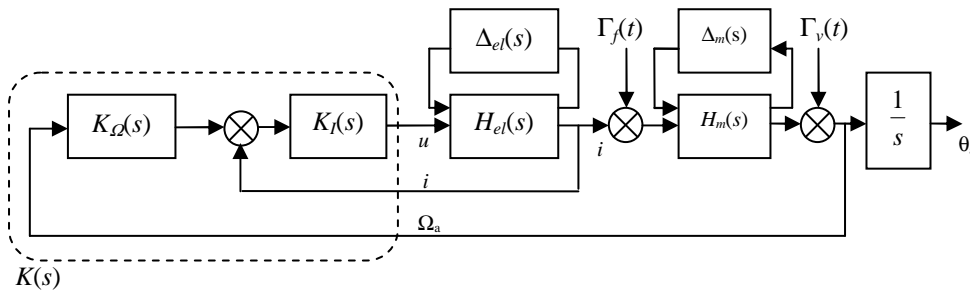 Δel(s)
Γf(t)
Δm(s)
Γv(t)
KΩ(s)
KI(s)
u
Hel(s)
i
Hm(s)
1
s
θ
i
Ωa
K(s)